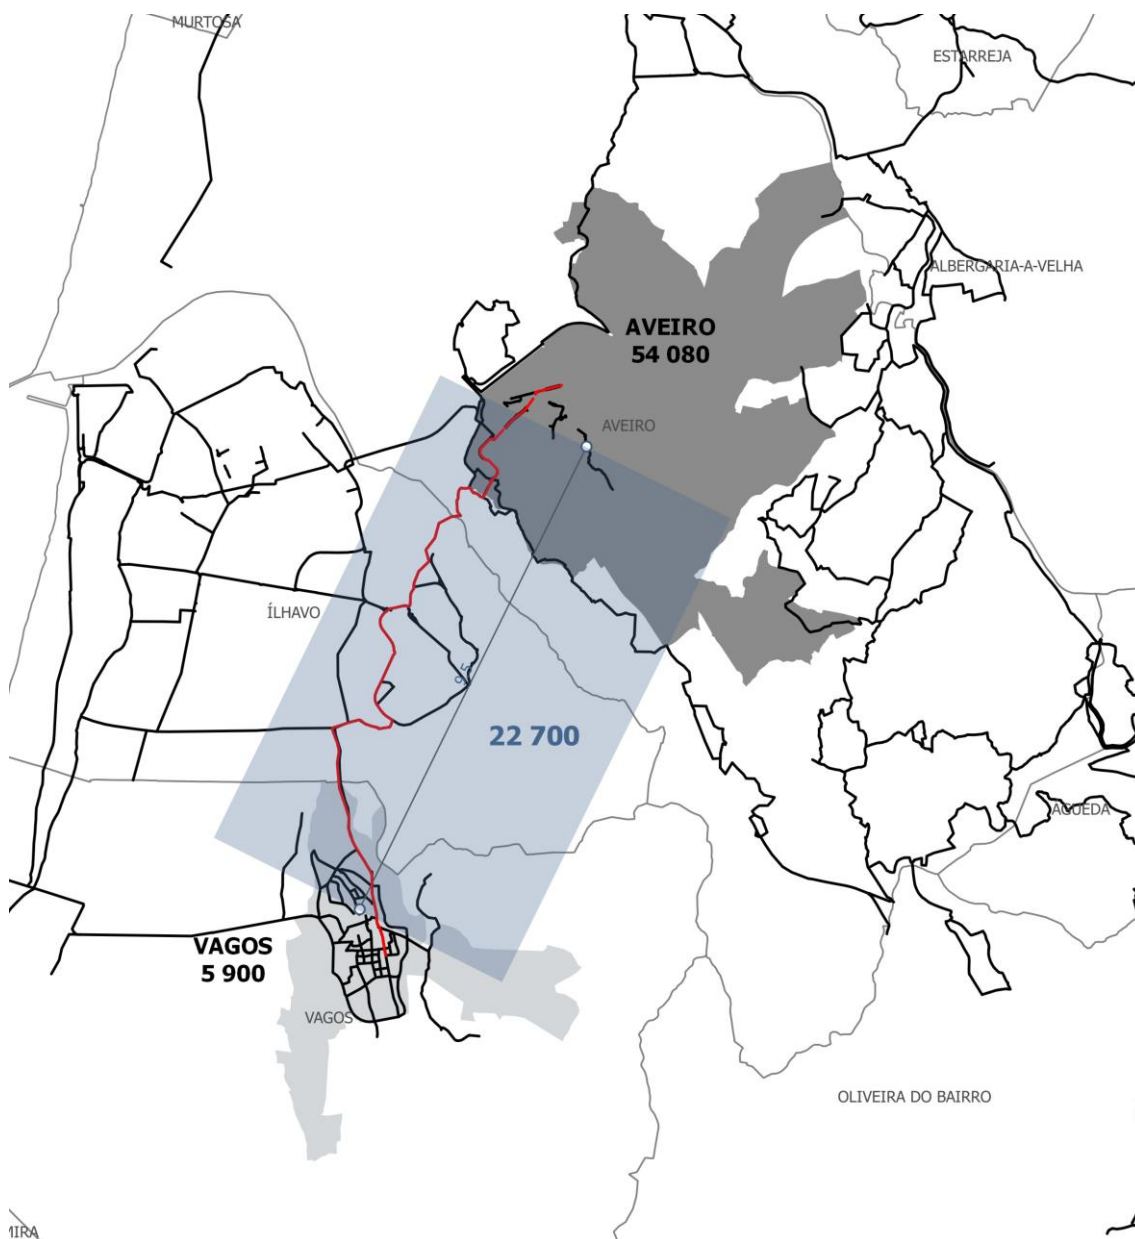 MURTOSA
ESTARREJA
ALBERGARIA-A-VELHA
AVEIRO
54 080
AVEIRO
ÍLHAVO
22 700
ÁGUEDA
VAGOS
5 900
VAGOS
OLIVEIRA DO BAIRRO
MIRA